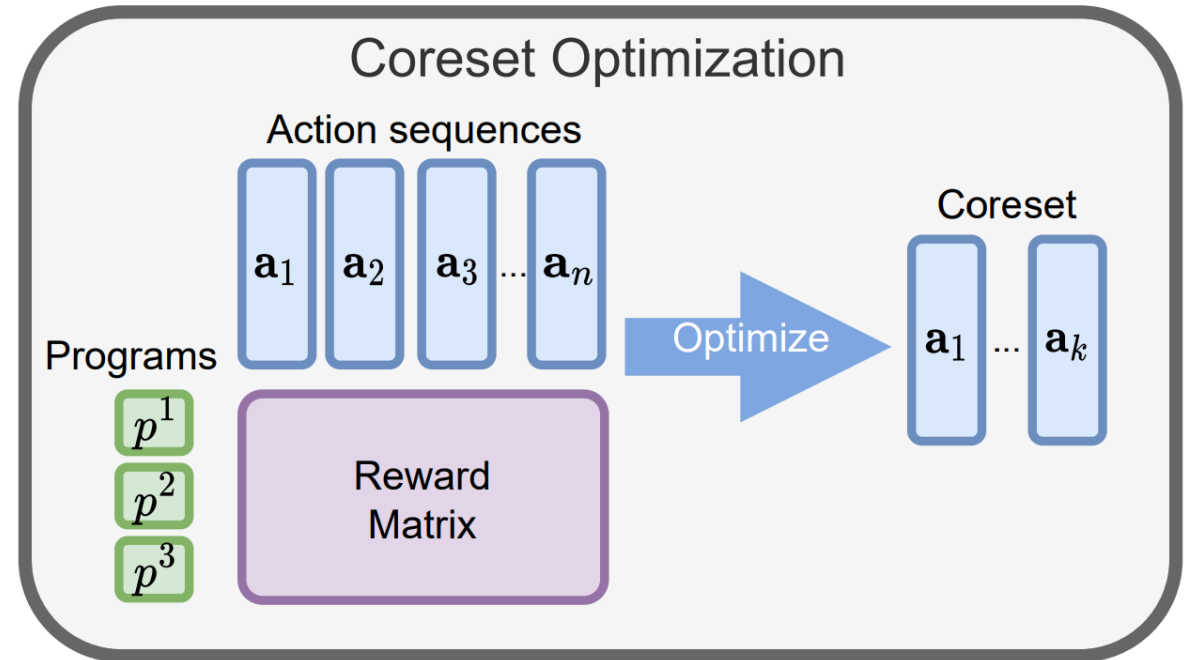 Coreset Optimization
Action sequences
a₁ a₂ a₃ ... aₙ
Coreset
a₁ ... aₖ
Optimize
Programs
p¹
p²
p³
Reward
Matrix